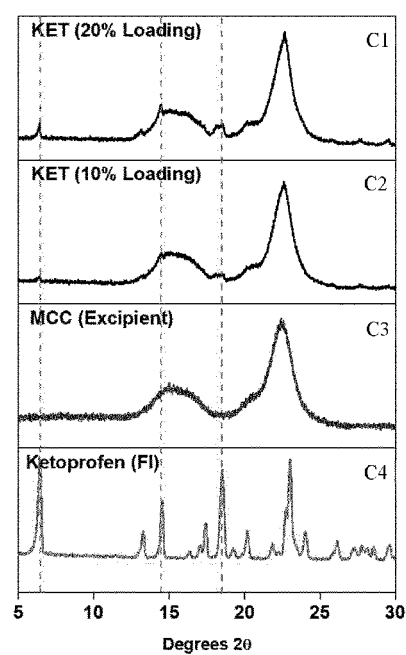 KET (20% Loading) C1
KET (10% Loading) C2
MCC (Excipient) C3
Ketoprofen (FI) C4
5 10 15 20 25 30
Degrees 2θ